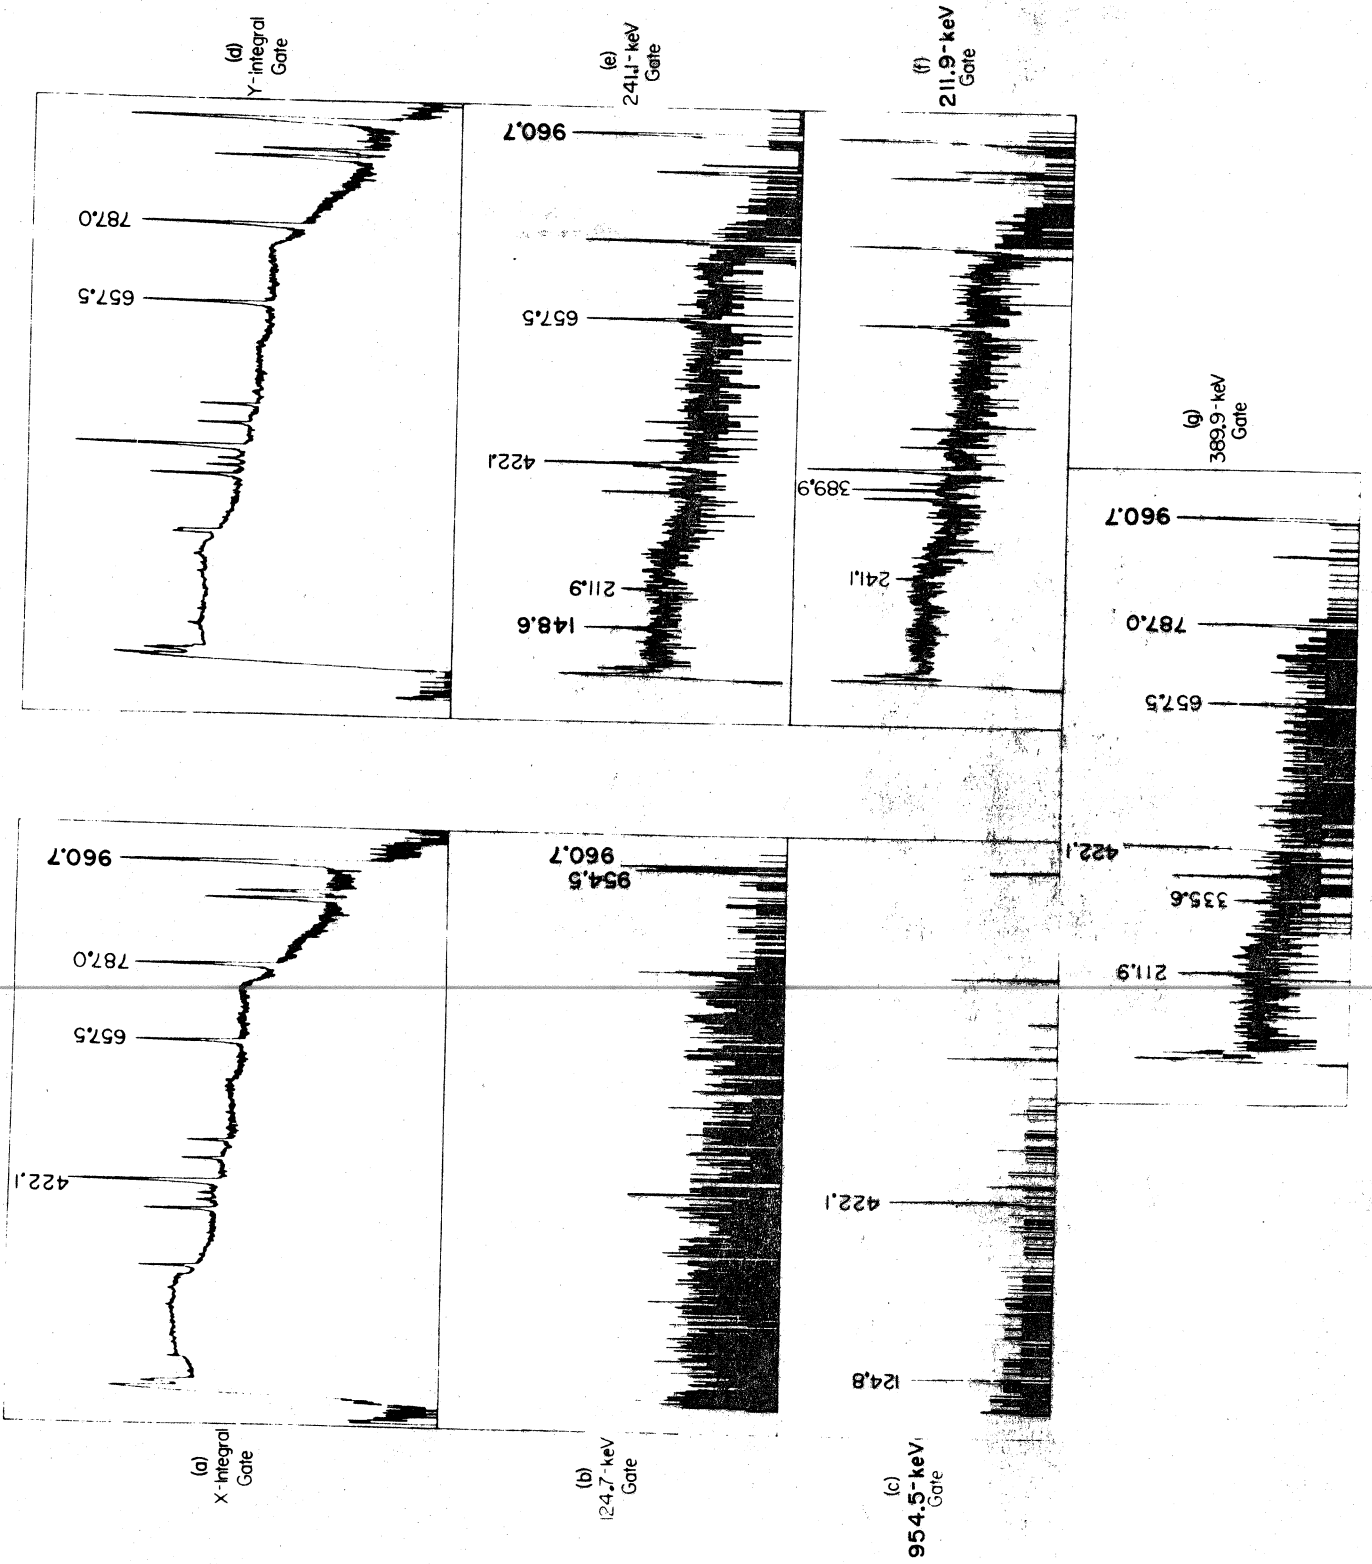 (a)
X-Integral
Gate
422.1
657.5
787.0
960.7
(b)
124.7-keV
Gate
954.5
960.7
(c)
954.5-keV
Gate
124.8
422.1
(d)
Y-Integral
Gate
657.5
787.0
(e)
241.1-keV
Gate
148.6
211.9
422.1
657.5
960.7
(f)
211.9-keV
Gate
241.1
389.9
(g)
389.9-keV
Gate
211.9
335.6
422.1
657.5
787.0
960.7